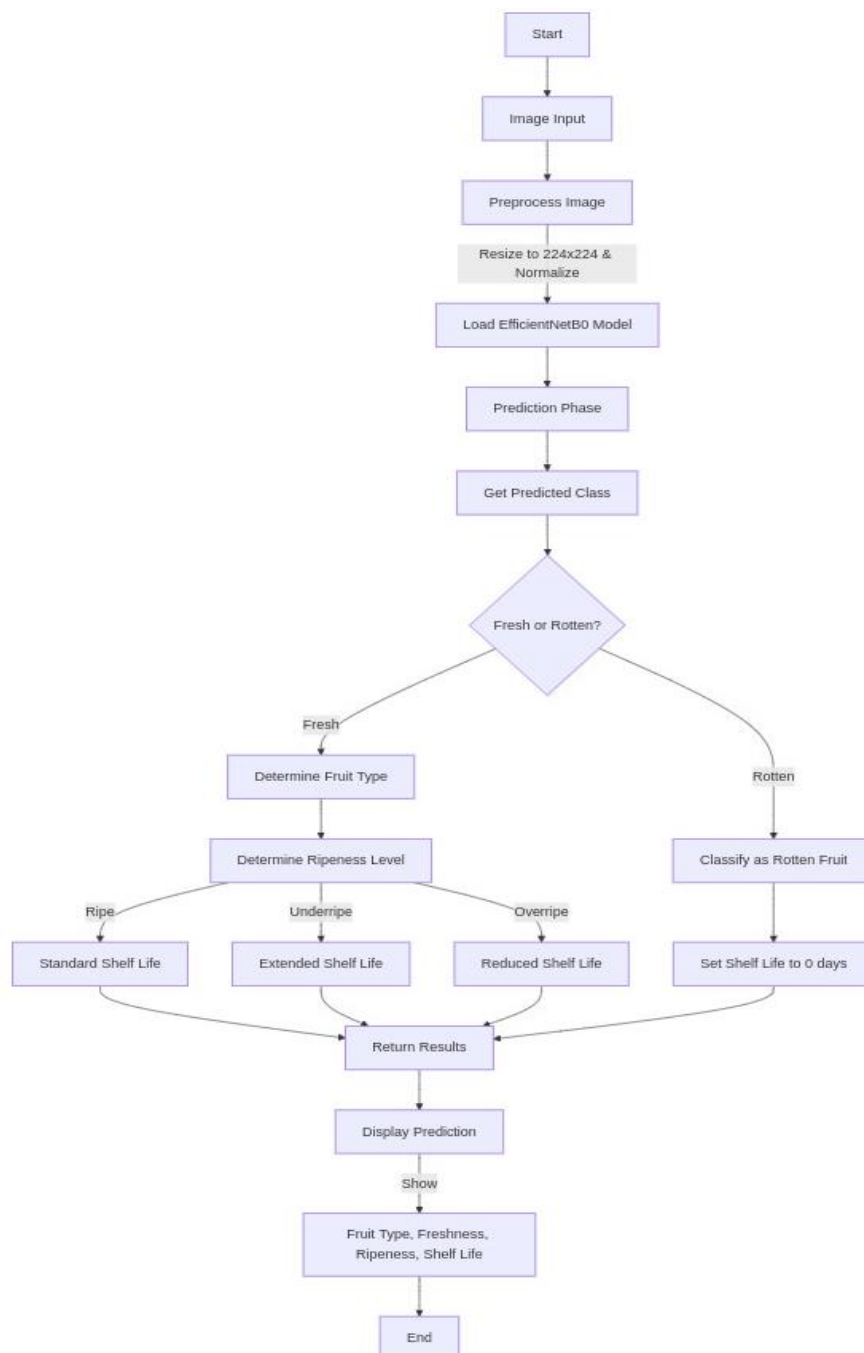 Start
Image Input
Preprocess Image
Resize to 224x224 &
Normalize
Load EfficientNetB0 Model
Prediction Phase
Get Predicted Class
Fresh or Rotten?
Fresh
Rotten
Determine Fruit Type
Determine Ripeness Level
Classify as Rotten Fruit
Ripe
Underripe
Overripe
Standard Shelf Life
Extended Shelf Life
Reduced Shelf Life
Set Shelf Life to 0 days
Return Results
Display Prediction
Show
Fruit Type, Freshness,
Ripeness, Shelf Life
End